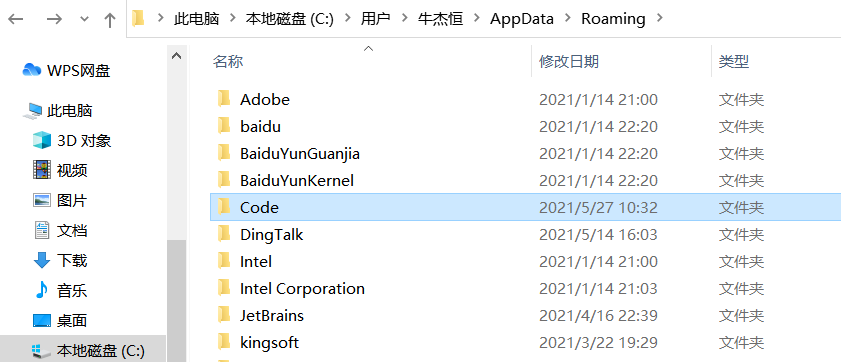 此电脑 > 本地磁盘 (C:) > 用户 > 牛杰恒 > AppData > Roaming >
名称 修改日期 类型
WPS网盘
此电脑
3D 对象
视频
图片
文档
下载
音乐
桌面
本地磁盘 (C:)
Adobe 2021/1/14 21:00 文件夹
baidu 2021/1/14 22:20 文件夹
BaiduYunGuanjia 2021/1/14 22:20 文件夹
BaiduYunKernel 2021/1/14 22:20 文件夹
Code 2021/5/27 10:32 文件夹
DingTalk 2021/5/14 16:03 文件夹
Intel 2021/1/14 21:00 文件夹
Intel Corporation 2021/1/14 21:03 文件夹
JetBrains 2021/4/16 22:39 文件夹
kingsoft 2021/3/22 19:29 文件夹